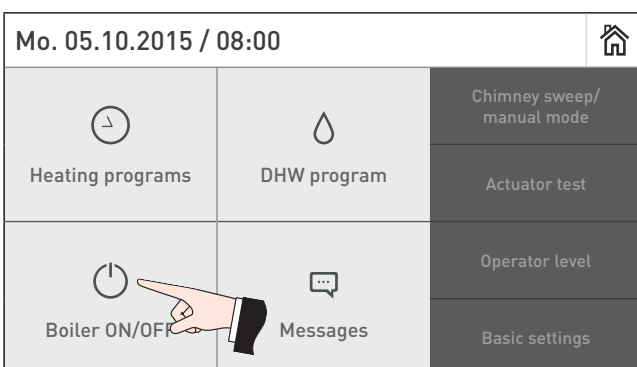 Mo. 05.10.2015 / 08:00
Heating programs
DHW program
Chimney sweep/
manual mode
Actuator test
Boiler ON/OFF
Messages
Operator level
Basic settings